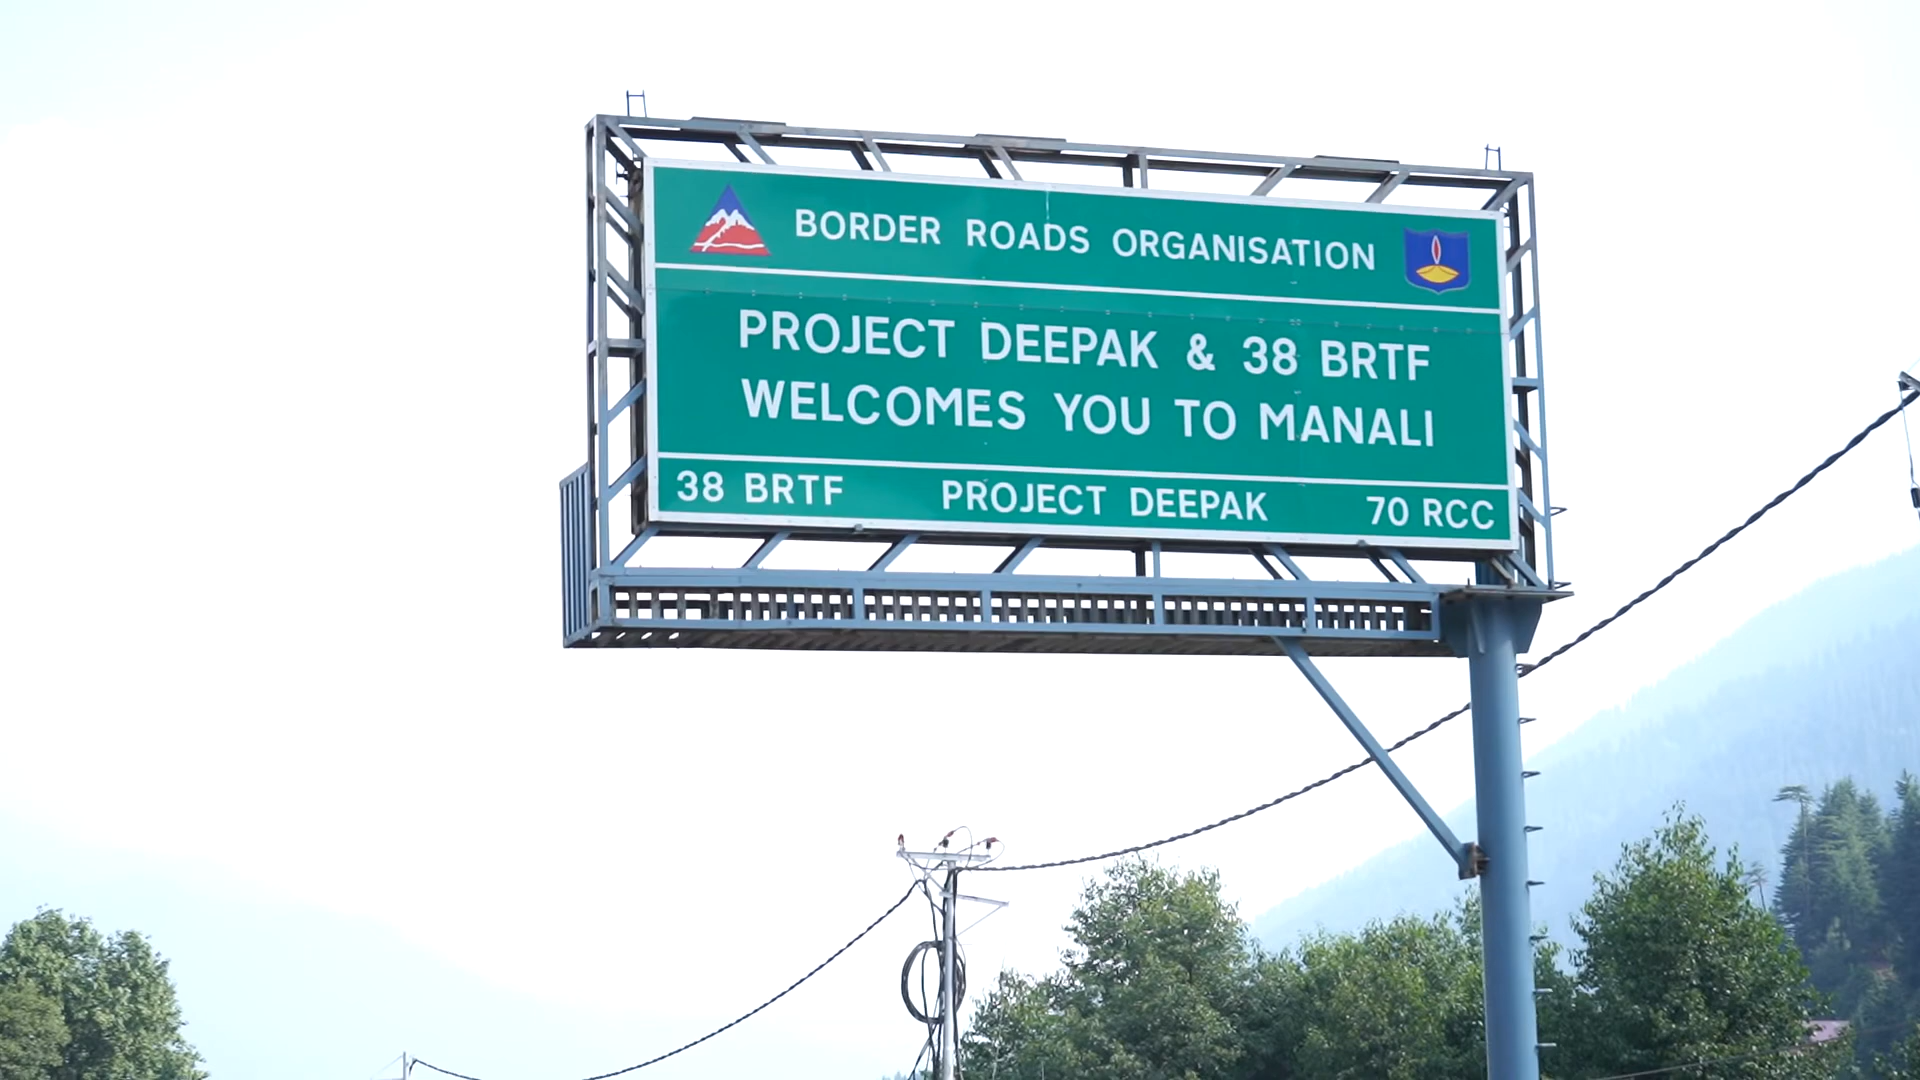 BORDER ROADS ORGANISATION
PROJECT DEEPAK & 38 BRTF
WELCOMES YOU TO MANALI
38 BRTF PROJECT DEEPAK 70 RCC